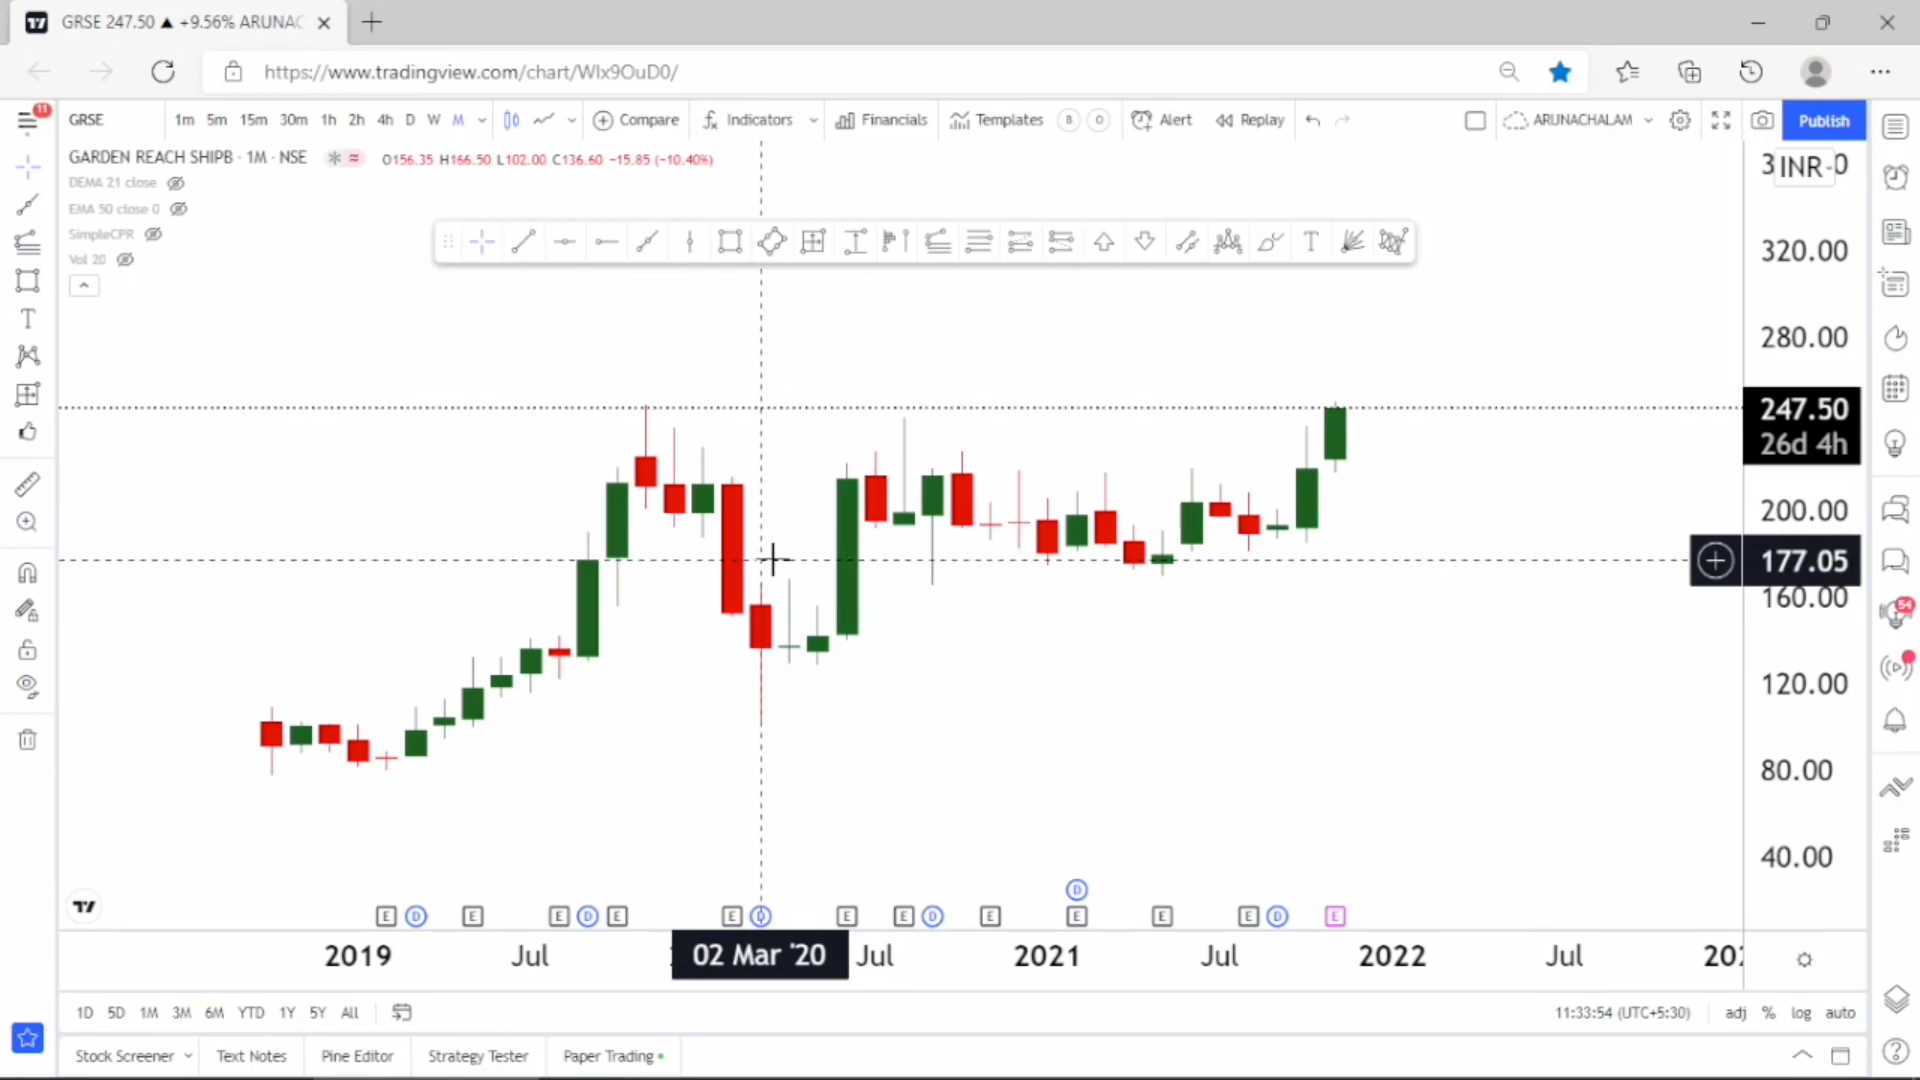 GRSE 247.50 ▲ +9.56% ARUNAC
https://www.tradingview.com/chart/WIx9OuD0/
11
GRSE 1m 5m 15m 30m 1h 2h 4h D W M Compare Indicators Financials Templates B O Alert Replay ARUNACHALAM Publish
GARDEN REACH SHIPB · 1M · NSE O156.35 H166.50 L102.00 C136.60 −15.85 (−10.40%)
DEMA 21 close
EMA 50 close 0
SimpleCPR
Vol 20
INR
320.00
280.00
247.50
26d 4h
200.00
177.05
160.00
120.00
80.00
40.00
54
D
E D E E D E E D E E D E E E E D E
2019 Jul 02 Mar '20 Jul 2021 Jul 2022 Jul
1D 5D 1M 3M 6M YTD 1Y 5Y All 11:33:54 (UTC+5:30) adj % log auto
Stock Screener Text Notes Pine Editor Strategy Tester Paper Trading